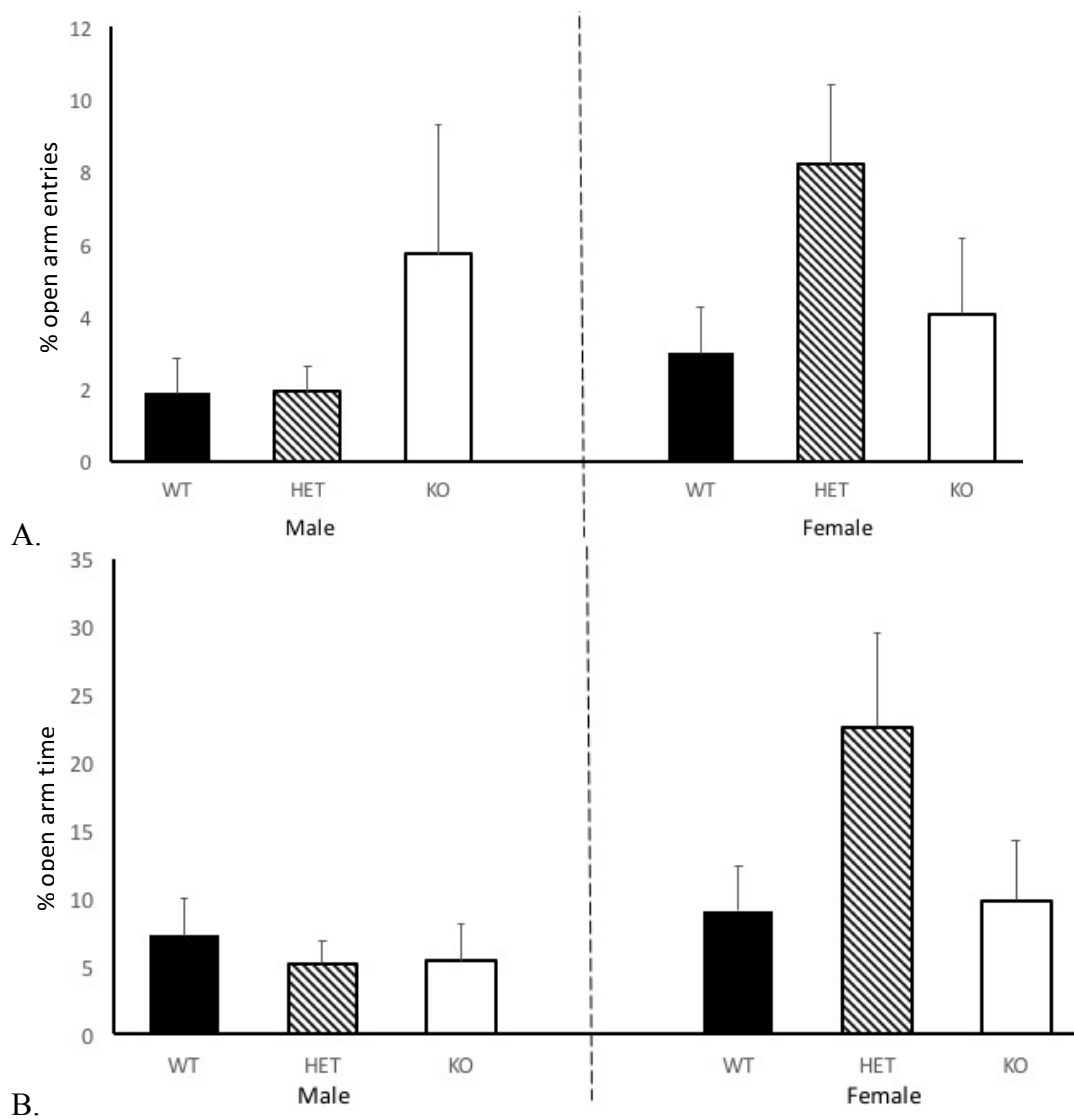 12
10
8
6
4
2
0
% open arm entries
WT HET KO WT HET KO
Male Female
A.
35
30
25
20
15
10
5
0
% open arm time
WT HET KO WT HET KO
Male Female
B.